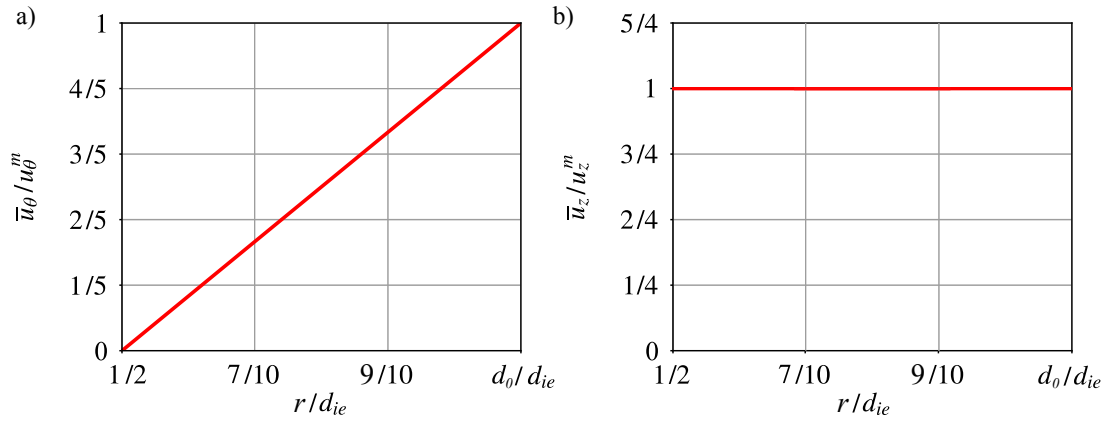 a)
1
4/5
3/5
2/5
1/5
0
u̅_θ/u_θ^m
1/2 7/10 9/10 d_0/d_ie
r/d_ie
b)
5/4
1
3/4
2/4
1/4
0
u̅_z/u_z^m
1/2 7/10 9/10 d_0/d_ie
r/d_ie